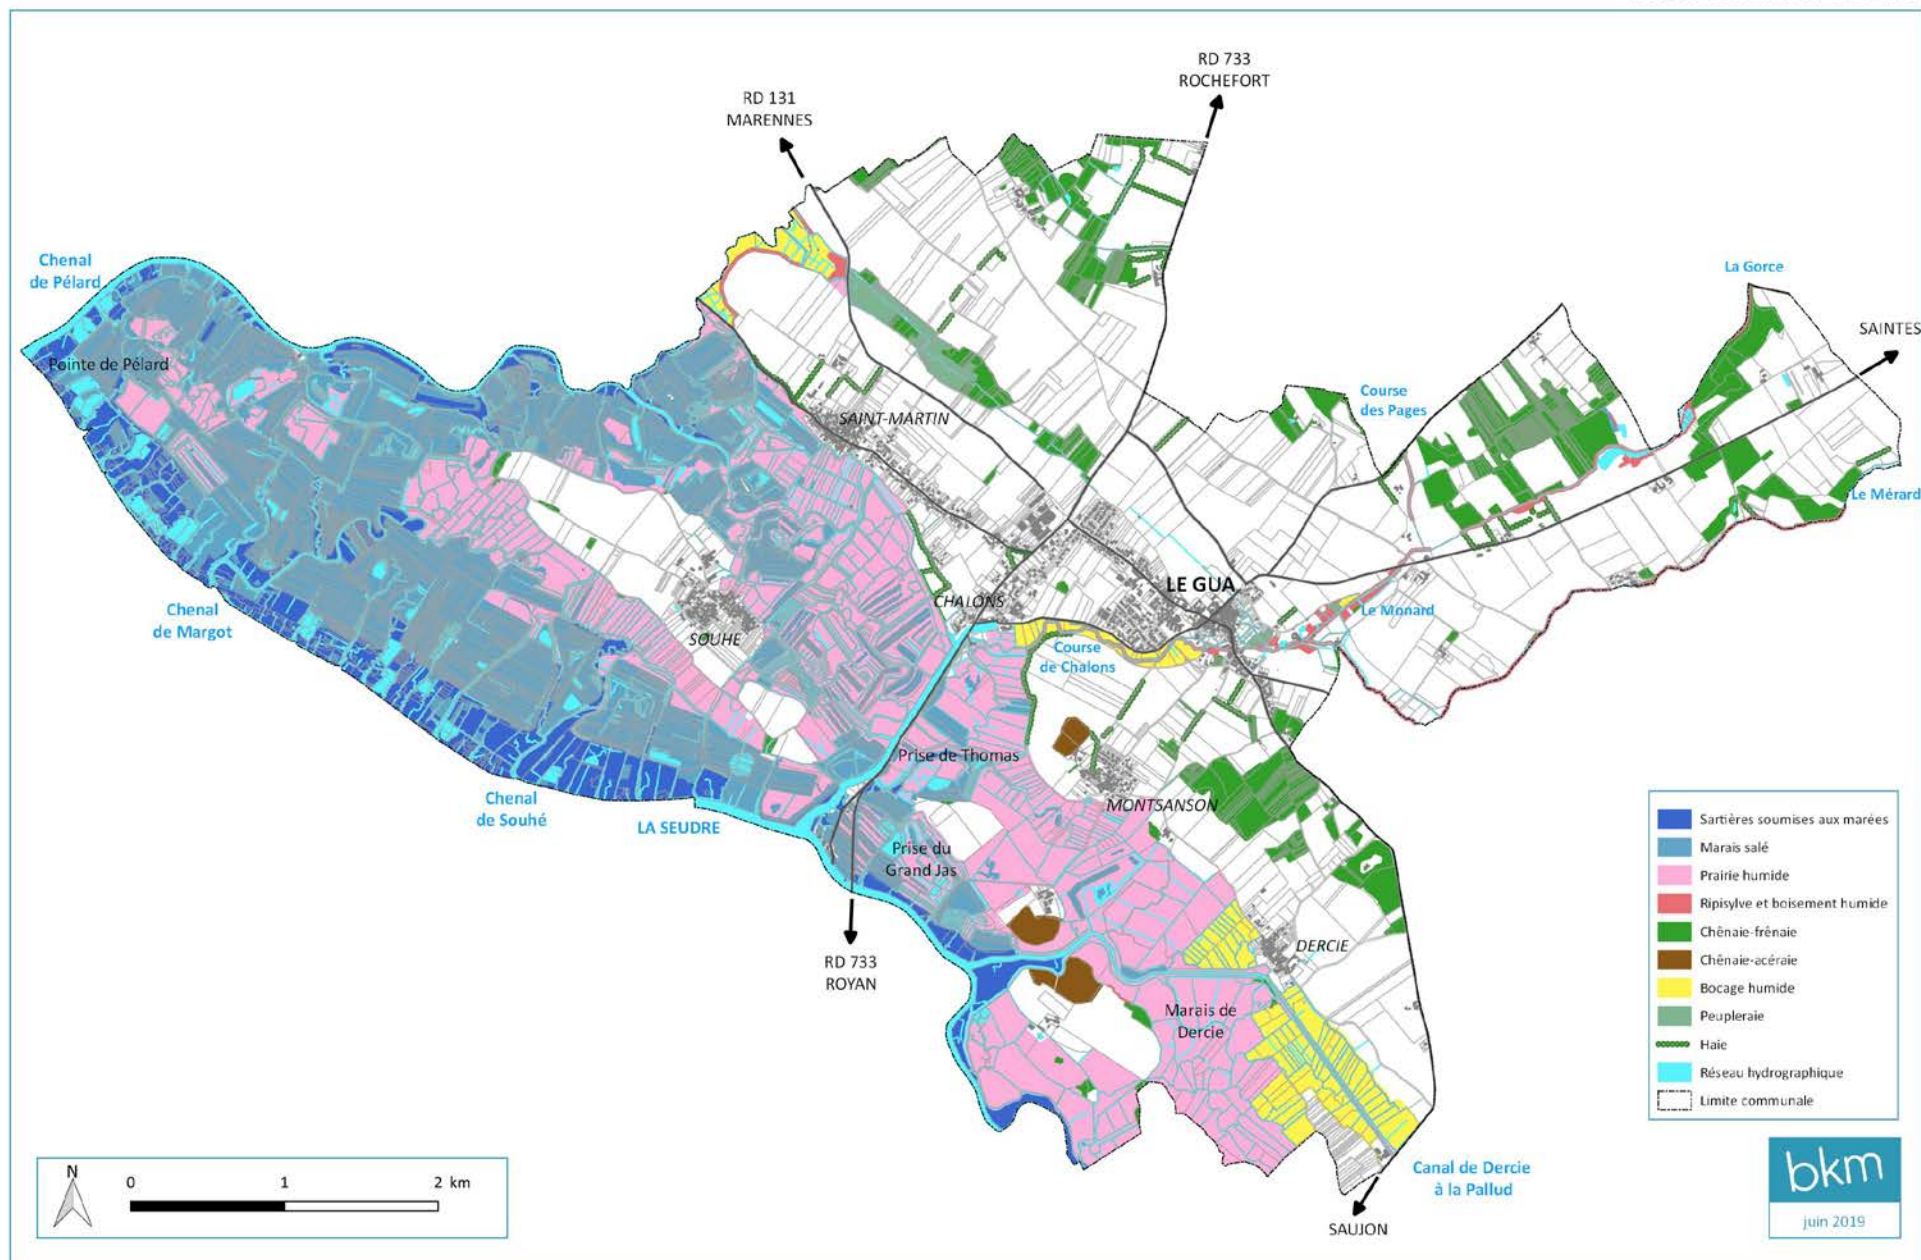 RD 733
ROCHEFORT
RD 131
MARENNES
Chenal
de Pélard
La Gorce
SAINTES
Pointe de Pélard
Course
des Pages
SAINT-MARTIN
Le Mérard
LE GUA
CHALONS
Chenal
de Margot
Le Monard
SOUHE
Course
de Chalons
Prise de Thomas
Chenal
de Souhé
LA SEUDRE
MONTSANSON
Prise du
Grand Jas
DERCIE
RD 733
ROYAN
Marais de
Dercie
Canal de Dercie
à la Pallud
SAUJON
Sartières soumises aux marées
Marais salé
Prairie humide
Ripisylve et boisement humide
Chênaie-frênaie
Chênaie-acéraie
Bocage humide
Peupleraie
Haie
Réseau hydrographique
Limite communale
N
0 1 2 km
bkm
juin 2019